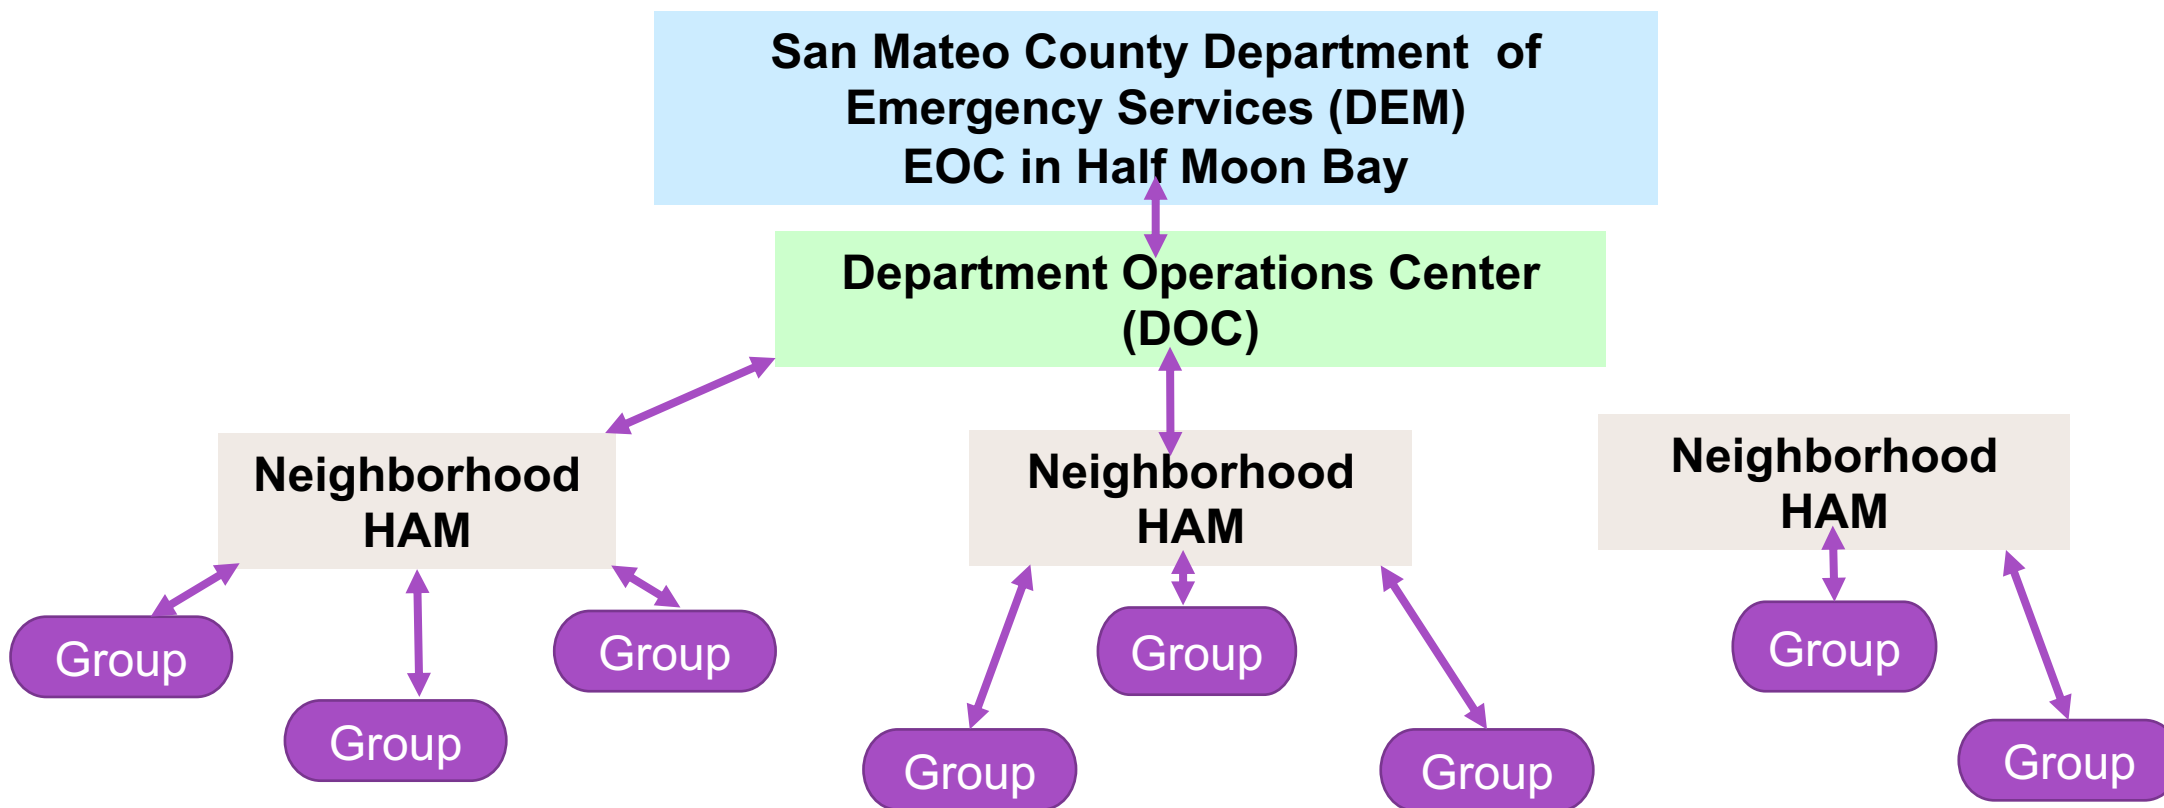 San Mateo County Department  of
Emergency Services (DEM)
EOC in Half Moon Bay
Department Operations Center
(DOC)
Neighborhood
HAM
Neighborhood
HAM
Neighborhood
HAM
Group
Group
Group
Group
Group
Group
Group
Group